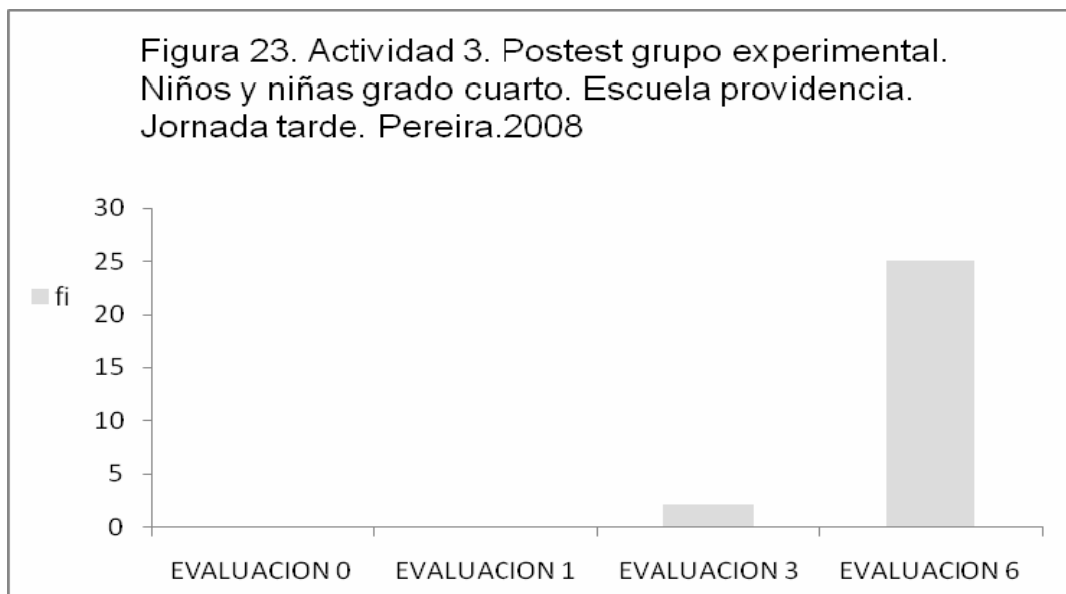 Figura 23. Actividad 3. Postest grupo experimental.
Niños y niñas grado cuarto. Escuela providencia.
Jornada tarde. Pereira.2008
30
25
20
15
10
5
0
fi
EVALUACION 0 EVALUACION 1 EVALUACION 3 EVALUACION 6